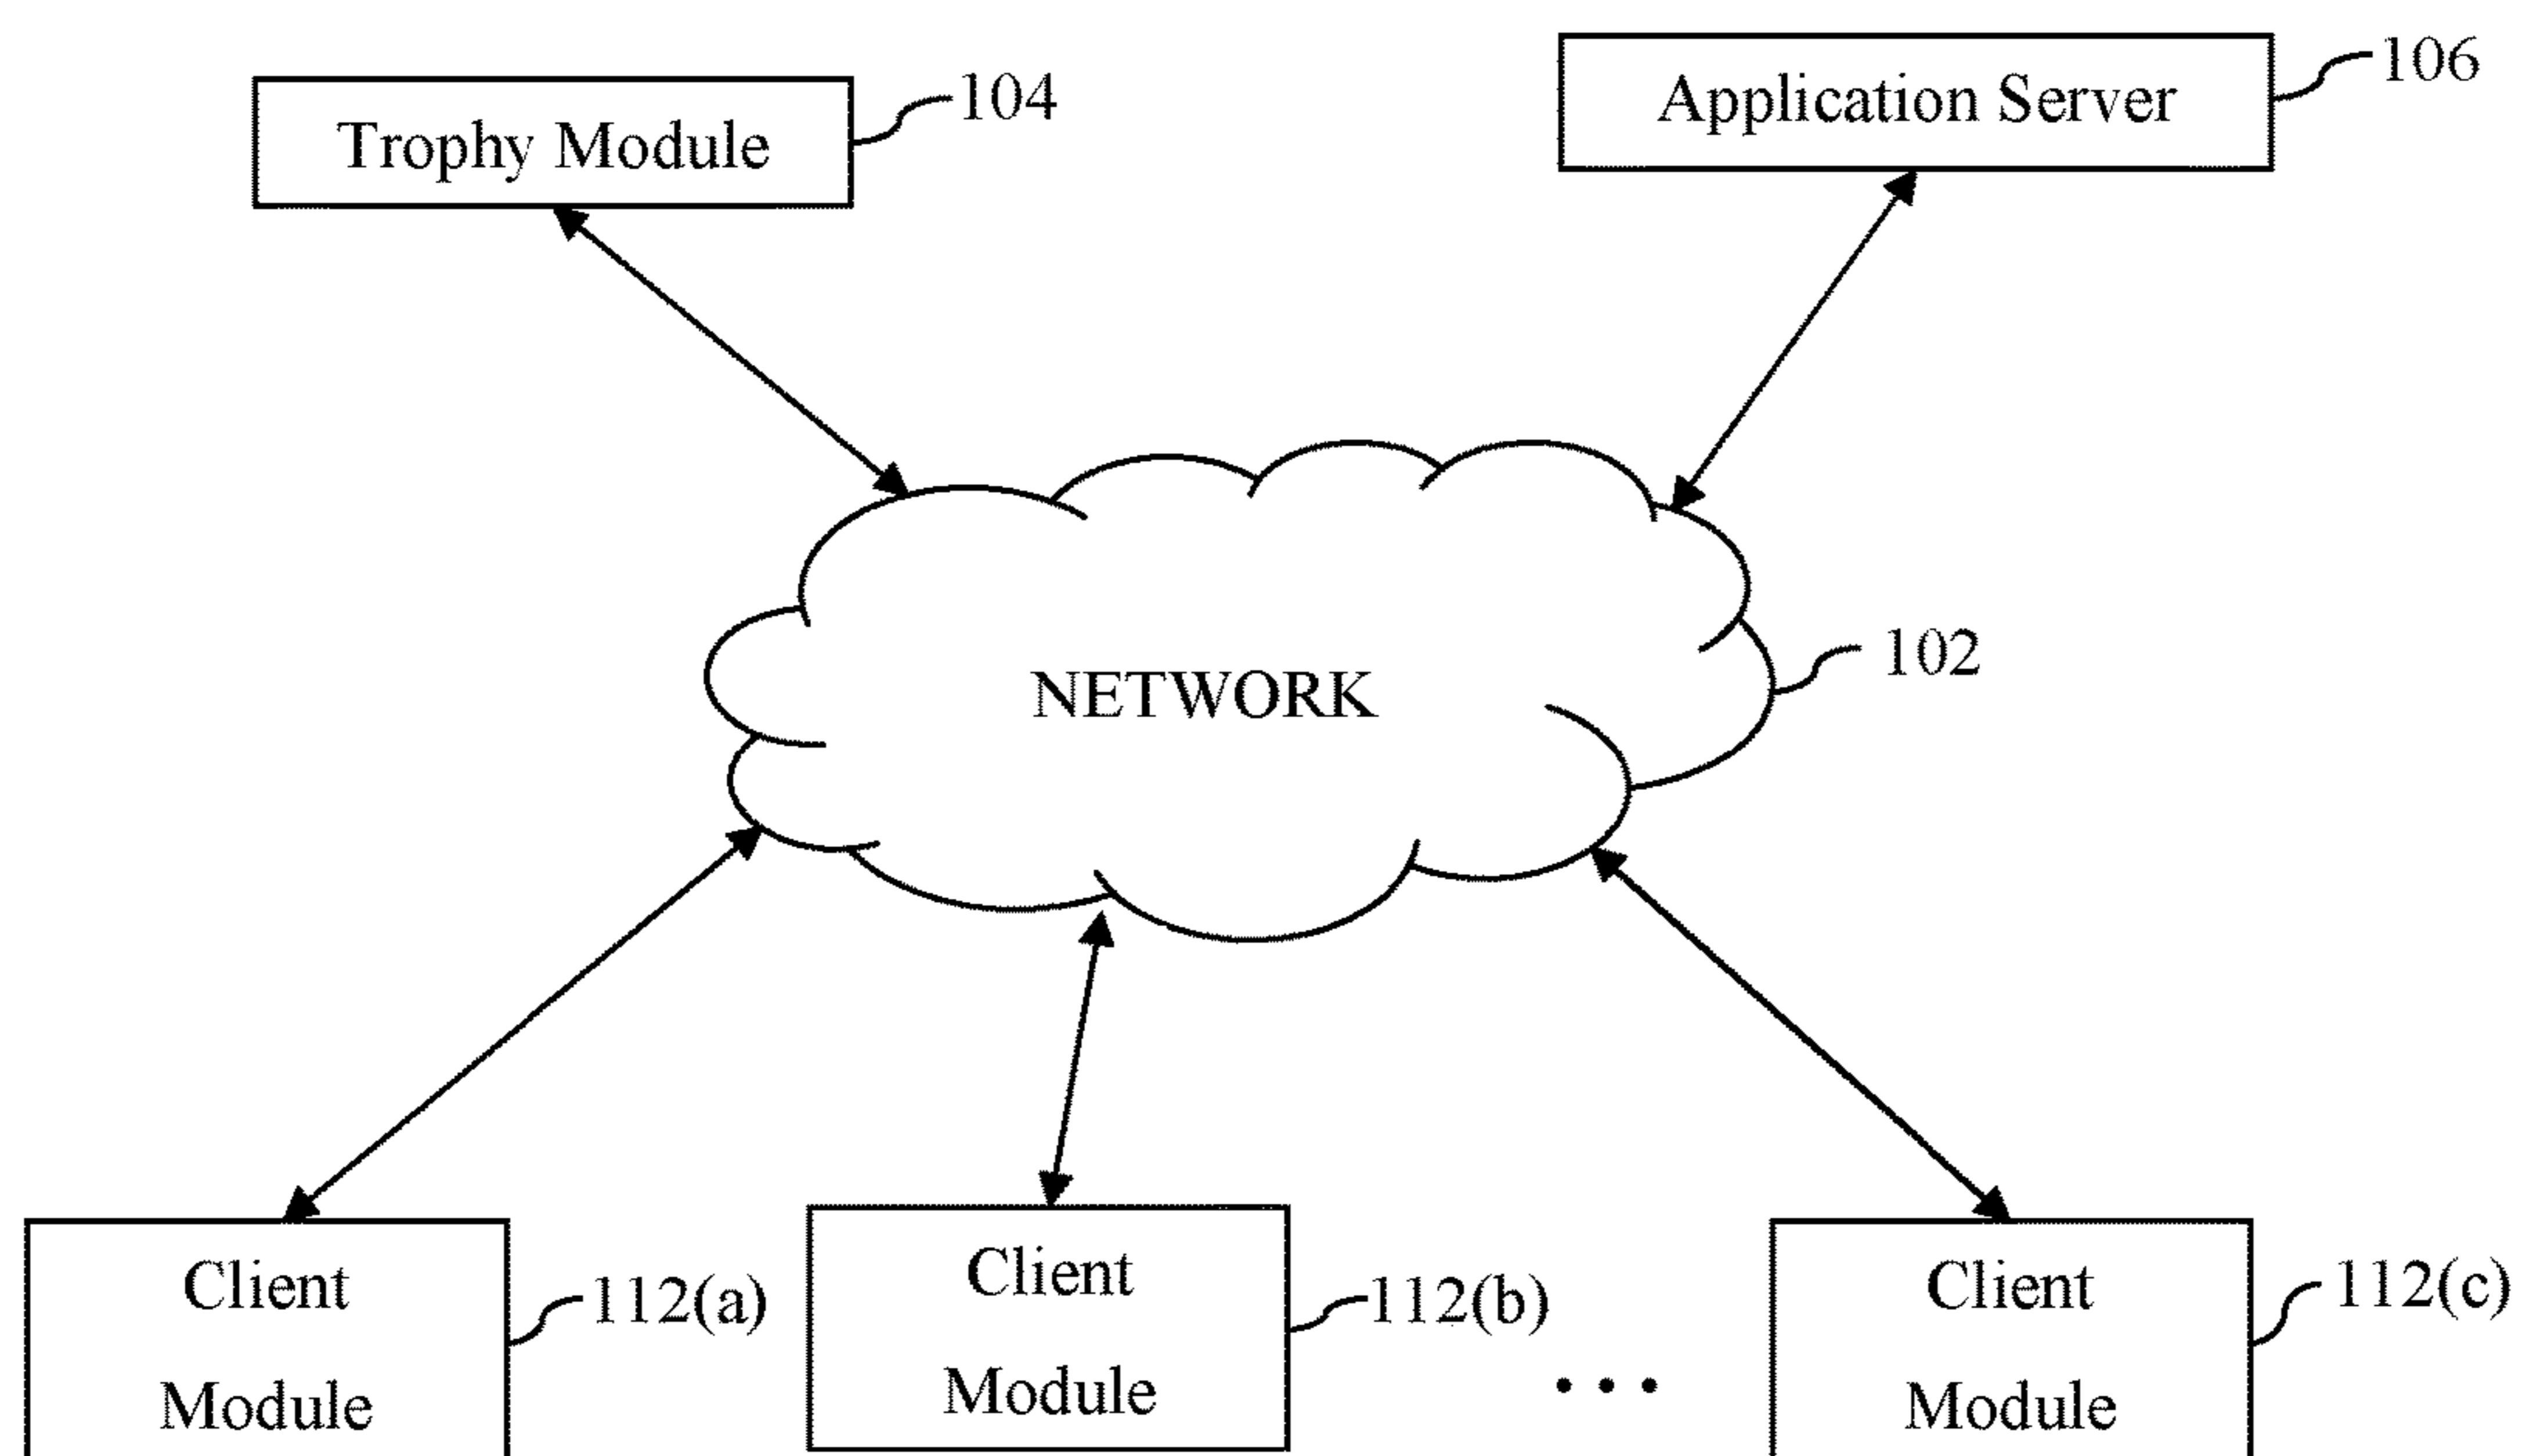 Trophy Module
104
Application Server
106
NETWORK
102
Client
Module
112(a)
Client
Module
112(b)
• • •
Client
Module
112(c)